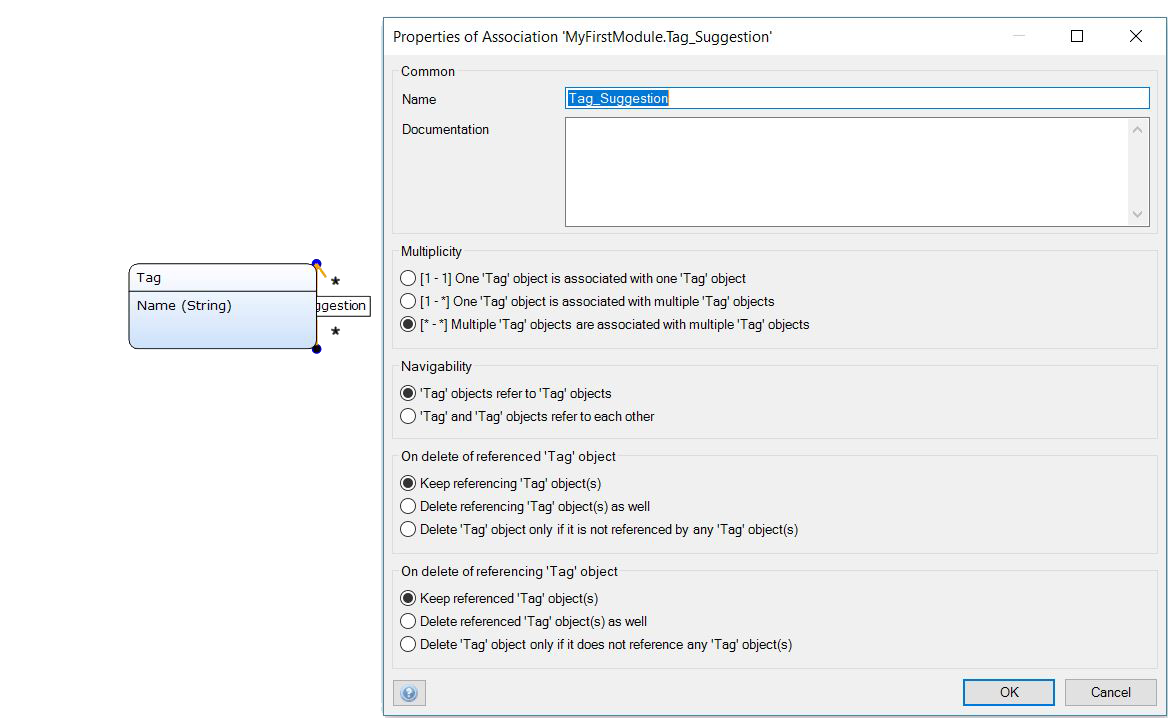 Properties of Association 'MyFirstModule.Tag_Suggestion'
Common
Name
Tag_Suggestion
Documentation
Tag
*
Name (String)
ggestion
*
Multiplicity
[1 - 1] One 'Tag' object is associated with one 'Tag' object
[1 - *] One 'Tag' object is associated with multiple 'Tag' objects
[* - *] Multiple 'Tag' objects are associated with multiple 'Tag' objects
Navigability
'Tag' objects refer to 'Tag' objects
'Tag' and 'Tag' objects refer to each other
On delete of referenced 'Tag' object
Keep referencing 'Tag' object(s)
Delete referencing 'Tag' object(s) as well
Delete 'Tag' object only if it is not referenced by any 'Tag' object(s)
On delete of referencing 'Tag' object
Keep referenced 'Tag' object(s)
Delete referenced 'Tag' object(s) as well
Delete 'Tag' object only if it does not reference any 'Tag' object(s)
?
OK
Cancel